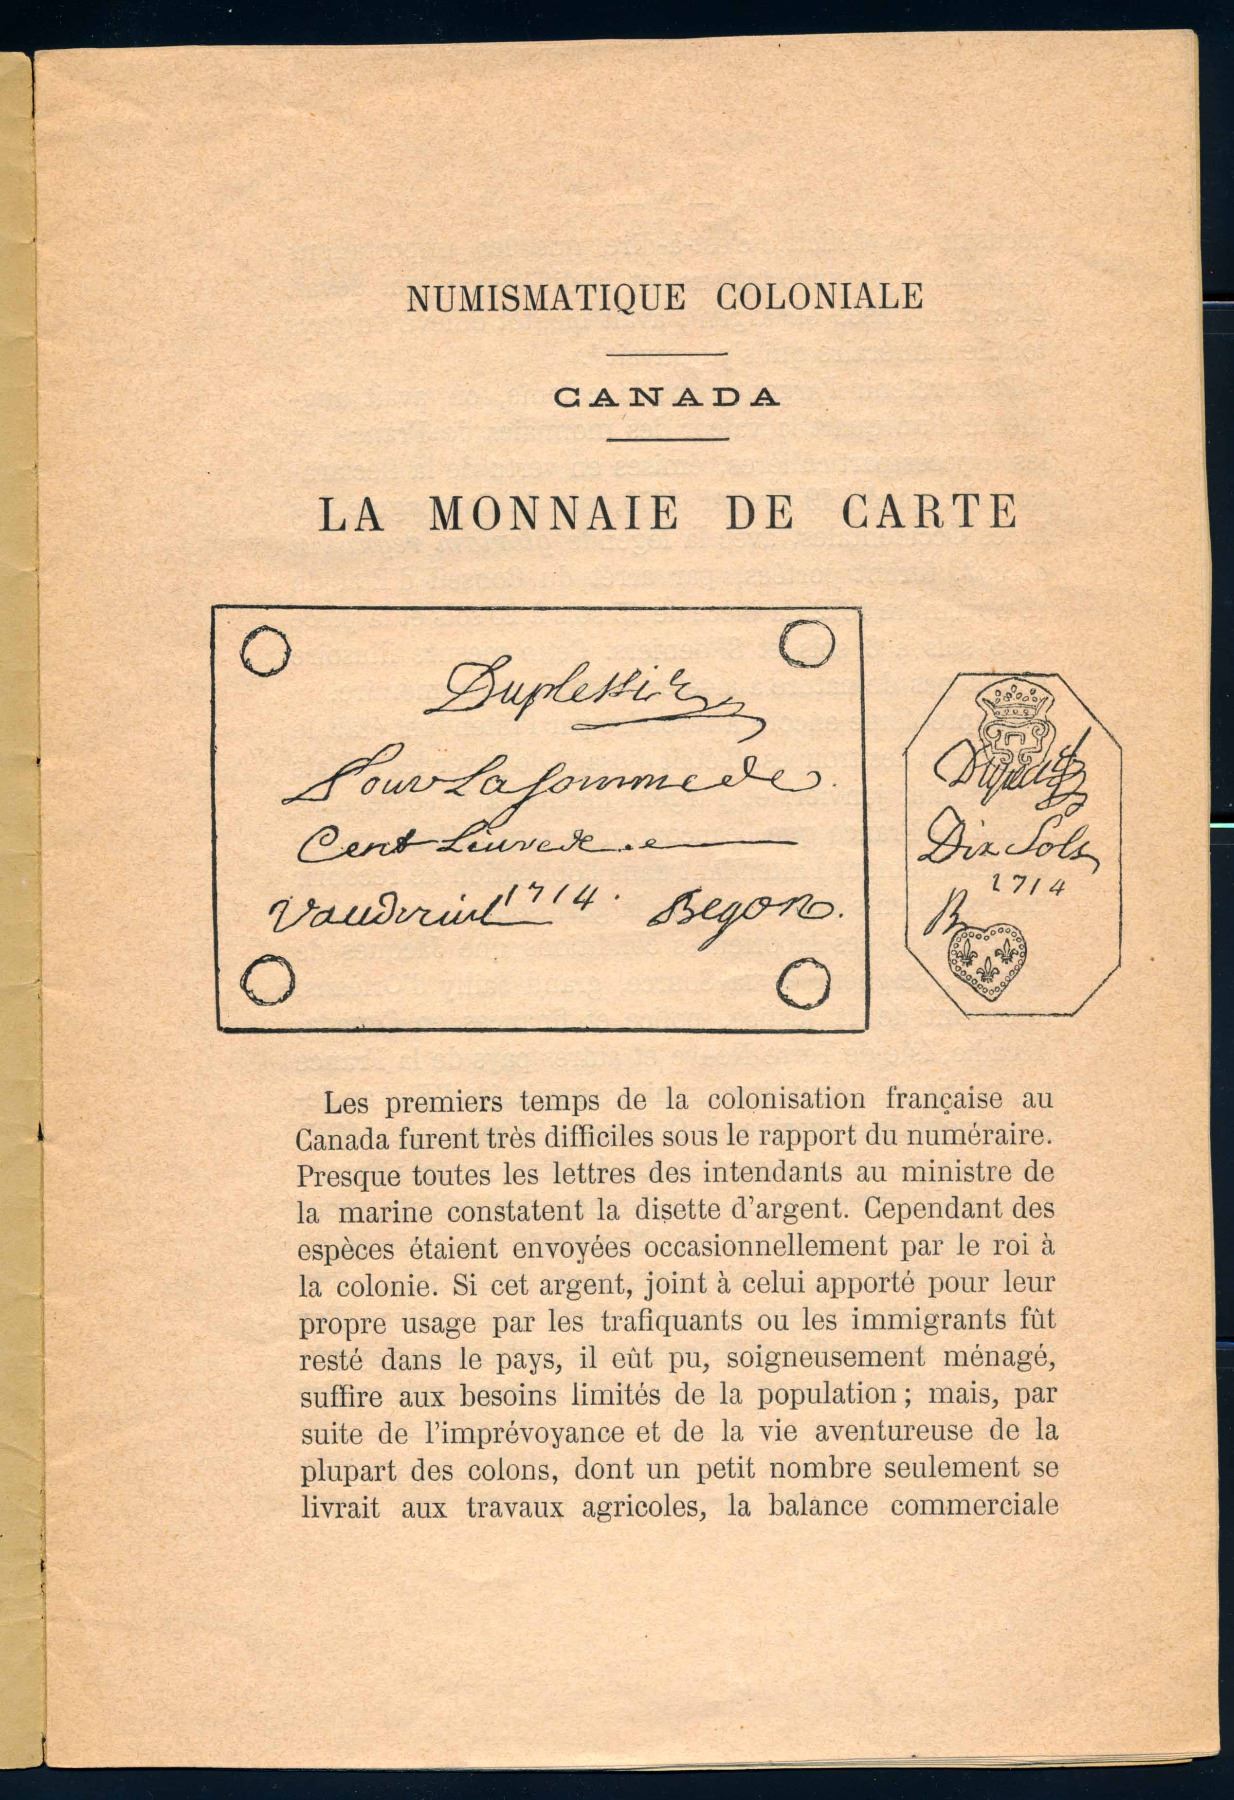 NUMISMATIQUE COLONIALE
CANADA
LA MONNAIE DE CARTE
Duplessis
Pour La Somme de
Cent Livres
Vaudreuil 1714. Begon.
Dix Sols
1714
B
Les premiers temps de la colonisation française au
Canada furent très difficiles sous le rapport du numéraire.
Presque toutes les lettres des intendants au ministre de
la marine constatent la disette d'argent. Cependant des
espèces étaient envoyées occasionnellement par le roi à
la colonie. Si cet argent, joint à celui apporté pour leur
propre usage par les trafiquants ou les immigrants fût
resté dans le pays, il eût pu, soigneusement ménagé,
suffire aux besoins limités de la population ; mais, par
suite de l'imprévoyance et de la vie aventureuse de la
plupart des colons, dont un petit nombre seulement se
livrait aux travaux agricoles, la balance commerciale